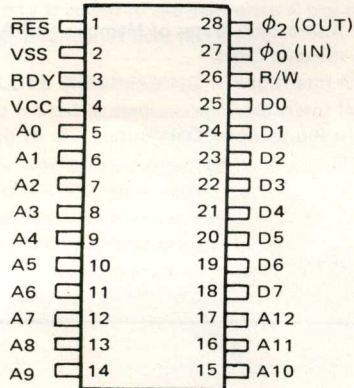 R̅E̅S̅ 1 28 ϕ2 (OUT)
VSS 2 27 ϕ0 (IN)
RDY 3 26 R/W
VCC 4 25 D0
A0 5 24 D1
A1 6 23 D2
A2 7 22 D3
A3 8 21 D4
A4 9 20 D5
A5 10 19 D6
A6 11 18 D7
A7 12 17 A12
A8 13 16 A11
A9 14 15 A10